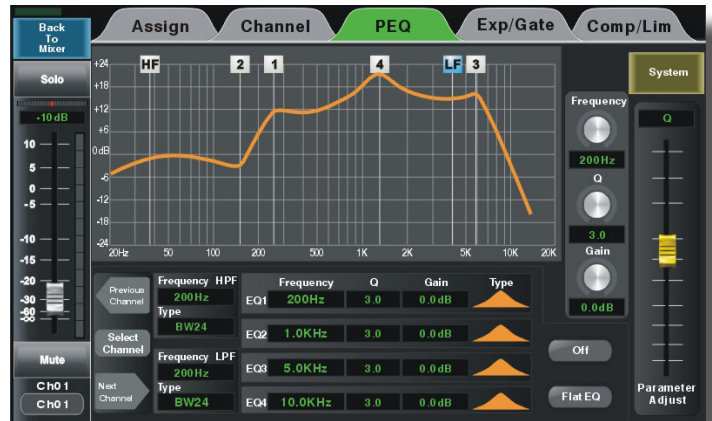 Back To Mixer
Assign
Channel
PEQ
Exp/Gate
Comp/Lim
Solo
-10 dB
10
5
0
-5
-10
-15
-20
-30
-60
-∞
Mute
Ch01
Ch01
+24
+18
+12
+6
0dB
-6
-12
-18
-24
HF
2
1
4
LF
3
20Hz 50 100 200 500 1K 2K 5K 10K 20K
Previous Channel
Select Channel
Next Channel
Frequency HPF
200Hz
Type
BW24
Frequency LPF
200Hz
Type
BW24
Frequency Q Gain Type
EQ1 200Hz 3.0 0.0dB
EQ2 1.0KHz 3.0 0.0dB
EQ3 5.0KHz 3.0 0.0dB
EQ4 10.0KHz 3.0 0.0dB
Frequency
200Hz
Q
3.0
Gain
0.0dB
Off
Flat EQ
System
Q
Parameter
Adjust